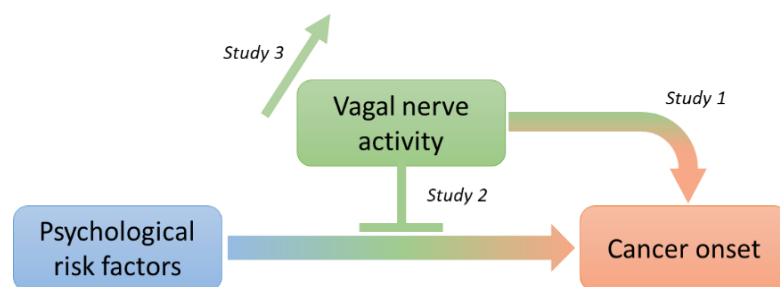 Study 3
Study 1
Vagal nerve
activity
Study 2
Psychological
risk factors
Cancer onset